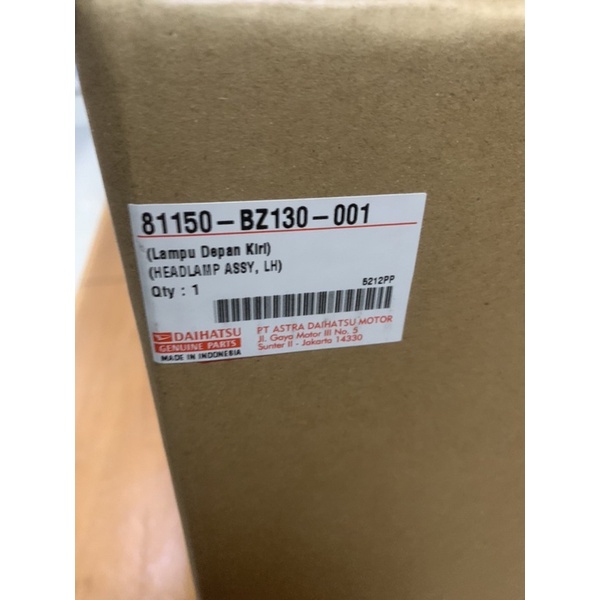 81150-BZ130-001
(Lampu Depan Kiri)
(HEADLAMP ASSY, LH)
Qty : 1
5212PP
DAIHATSU
GENUINE PARTS
MADE IN INDONESIA
PT ASTRA DAIHATSU MOTOR
Jl. Gaya Motor III No. 5
Sunter II - Jakarta 14330